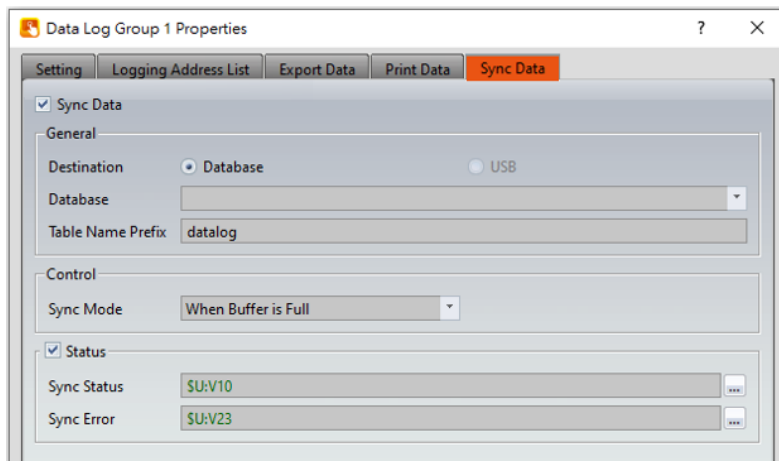 Data Log Group 1 Properties ? ×
Setting Logging Address List Export Data Print Data Sync Data
Sync Data
General
Destination Database USB
Database
Table Name Prefix datalog
Control
Sync Mode When Buffer is Full
Status
Sync Status $U:V10 ...
Sync Error $U:V23 ...